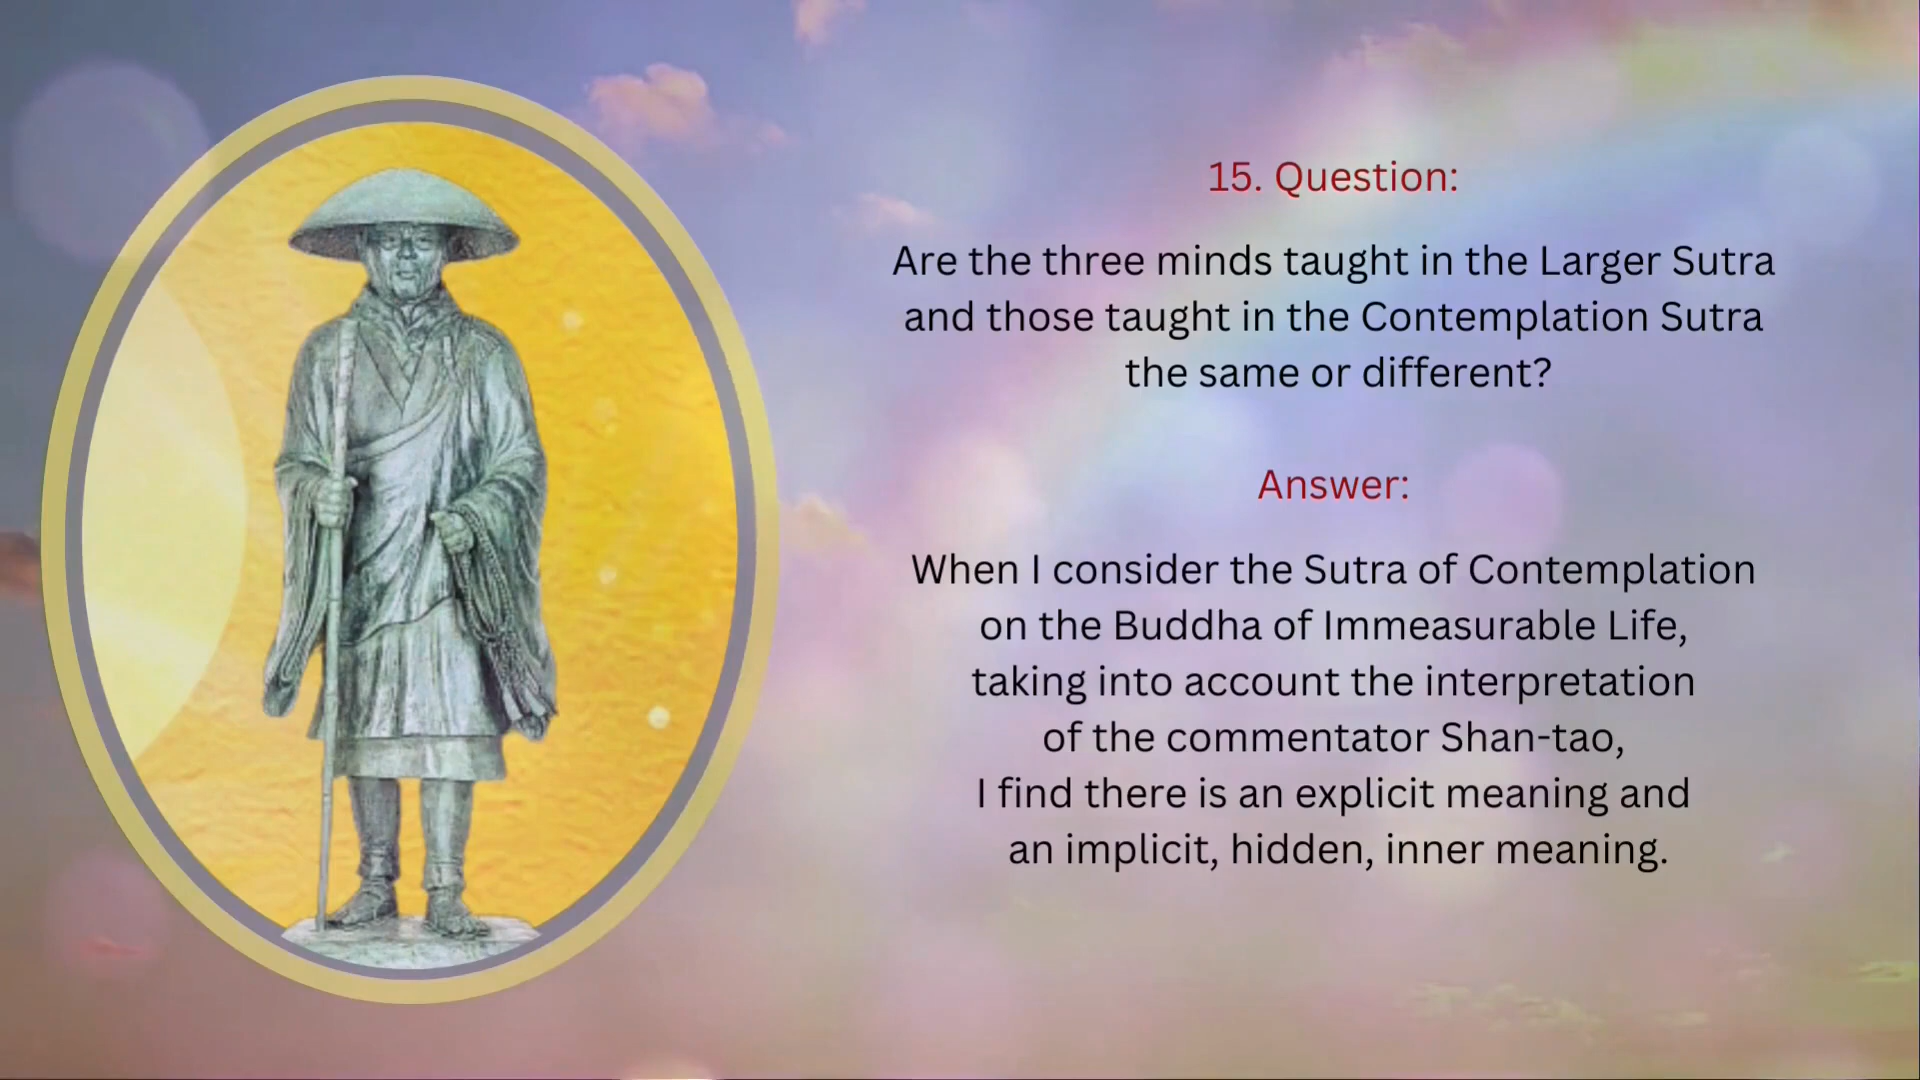 15. Question:
Are the three minds taught in the Larger Sutra
and those taught in the Contemplation Sutra
the same or different?
Answer:
When I consider the Sutra of Contemplation
on the Buddha of Immeasurable Life,
taking into account the interpretation
of the commentator Shan-tao,
I find there is an explicit meaning and
an implicit, hidden, inner meaning.